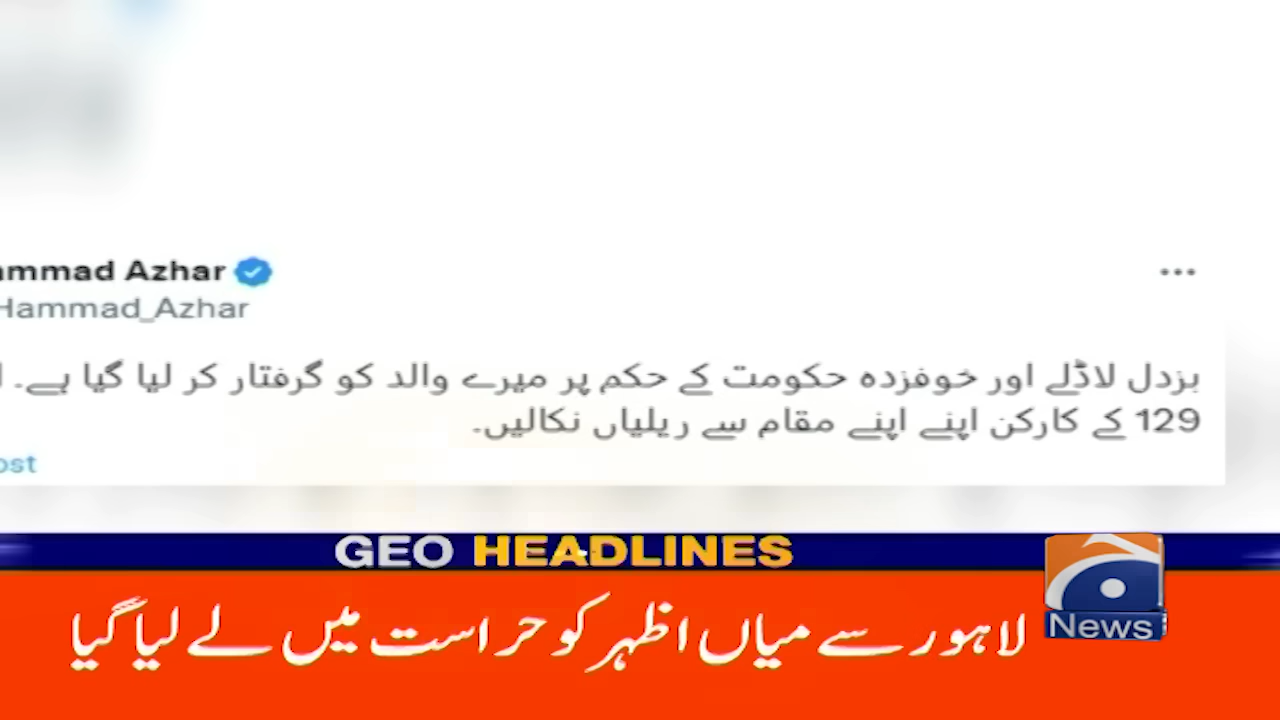 ammad Azhar
Hammad_Azhar
بزدل لاڈلے اور خوفزدہ حکومت کے حکم پر میرے والد کو گرفتار کر لیا گیا ہے۔
129 کے کارکن اپنے اپنے مقام سے ریلیاں نکالیں۔
ost
GEO HEADLINES
لاہور سے میاں اظہر کو حراست میں لے لیا گیا
News